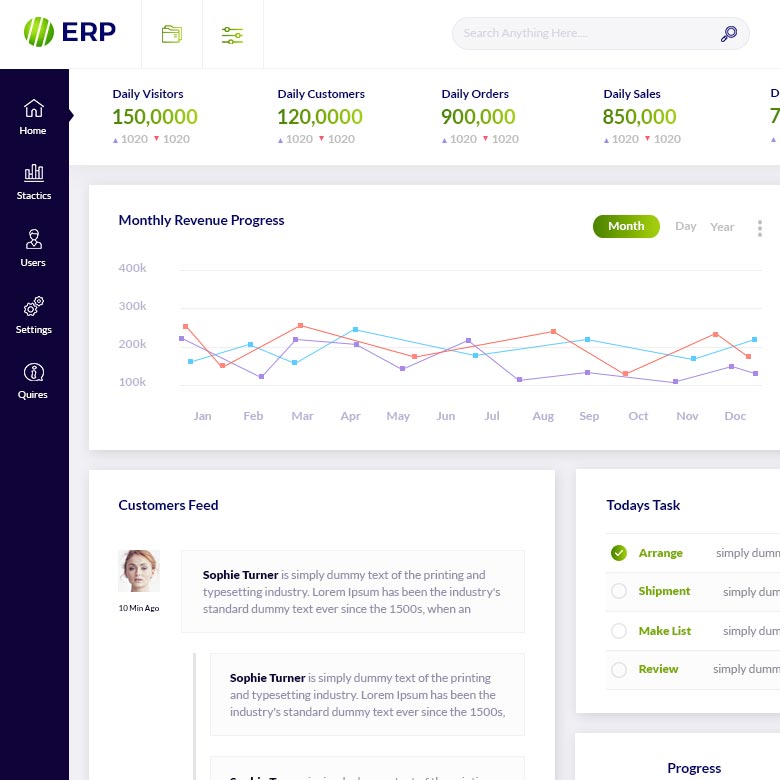 ERP
Search Anything Here....
Daily Visitors
150,0000
1020 1020
Daily Customers
120,0000
1020 1020
Daily Orders
900,000
1020 1020
Daily Sales
850,000
1020 1020
D
7
Home
Stactics
Users
Settings
Quires
Monthly Revenue Progress
Month Day Year
400k
300k
200k
100k
Jan Feb Mar Apr May Jun Jul Aug Sep Oct Nov Doc
Customers Feed
10 Min Ago
Sophie Turner is simply dummy text of the printing and
typesetting industry. Lorem Ipsum has been the industry's
standard dummy text ever since the 1500s, when an
Sophie Turner is simply dummy text of the printing
and typesetting industry. Lorem Ipsum has been the
industry's standard dummy text ever since the 1500s,
Todays Task
Arrange simply dumm
Shipment simply dum
Make List simply dum
Review simply dumm
Progress